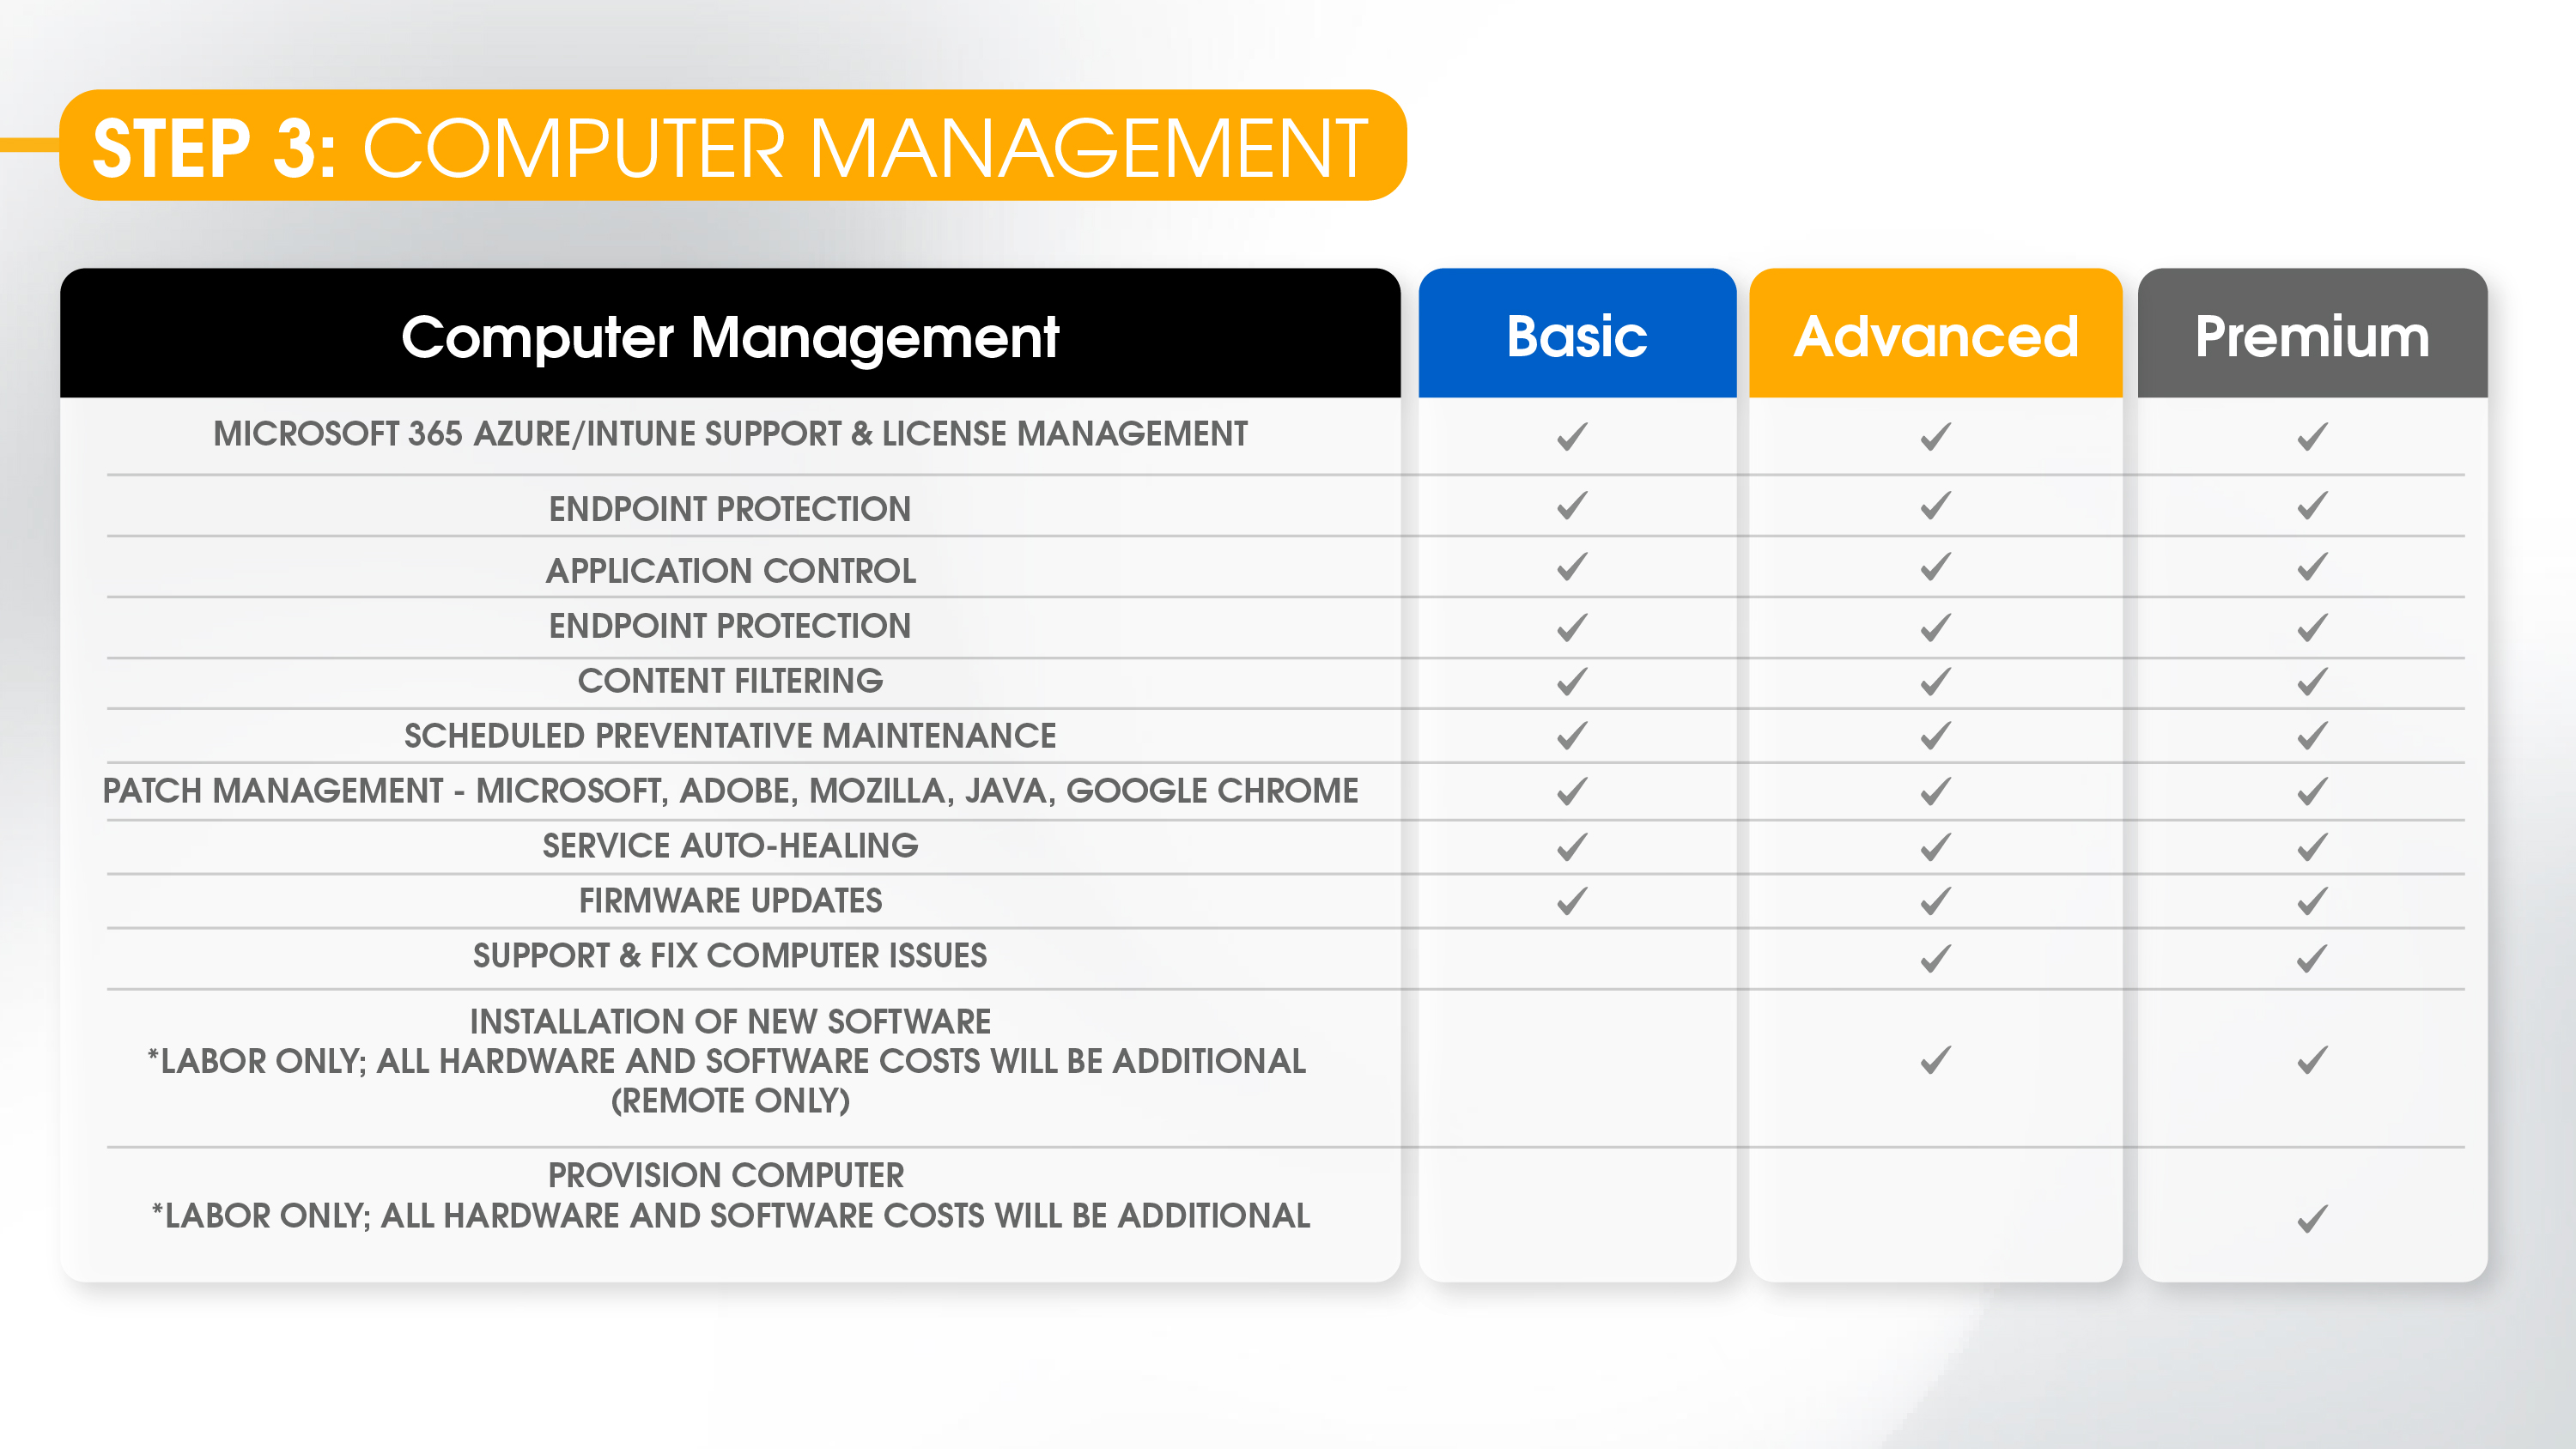 STEP 3: COMPUTER MANAGEMENT
Computer Management Basic Advanced Premium
MICROSOFT 365 AZURE/INTUNE SUPPORT & LICENSE MANAGEMENT ✓ ✓ ✓
ENDPOINT PROTECTION ✓ ✓ ✓
APPLICATION CONTROL ✓ ✓ ✓
ENDPOINT PROTECTION ✓ ✓ ✓
CONTENT FILTERING ✓ ✓ ✓
SCHEDULED PREVENTATIVE MAINTENANCE ✓ ✓ ✓
PATCH MANAGEMENT - MICROSOFT, ADOBE, MOZILLA, JAVA, GOOGLE CHROME ✓ ✓ ✓
SERVICE AUTO-HEALING ✓ ✓ ✓
FIRMWARE UPDATES ✓ ✓ ✓
SUPPORT & FIX COMPUTER ISSUES ✓ ✓
INSTALLATION OF NEW SOFTWARE
*LABOR ONLY; ALL HARDWARE AND SOFTWARE COSTS WILL BE ADDITIONAL ✓ ✓
(REMOTE ONLY)
PROVISION COMPUTER
*LABOR ONLY; ALL HARDWARE AND SOFTWARE COSTS WILL BE ADDITIONAL ✓